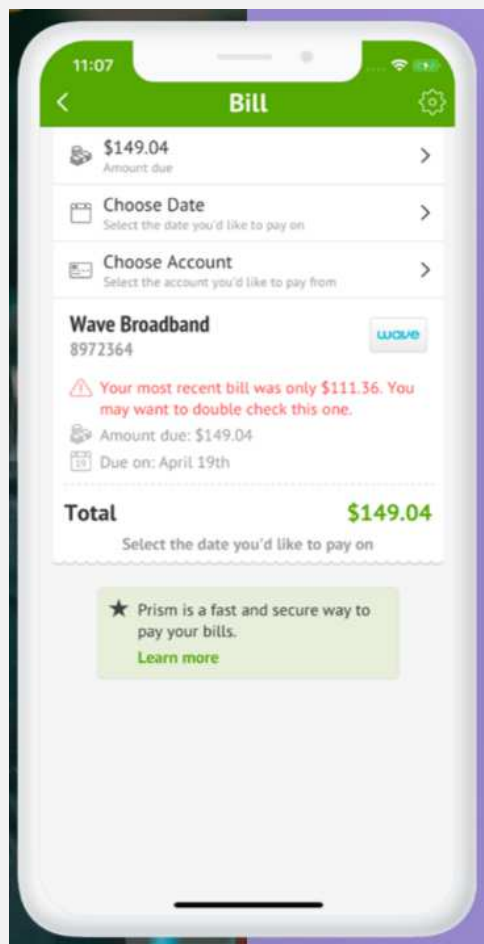 11:07
Bill
$149.04
Amount due
Choose Date
Select the date you'd like to pay on
Choose Account
Select the account you'd like to pay from
Wave Broadband
wave
8972364
Your most recent bill was only $111.36. You
may want to double check this one.
Amount due: $149.04
Due on: April 19th
Total $149.04
Select the date you'd like to pay on
Prism is a fast and secure way to
pay your bills.
Learn more